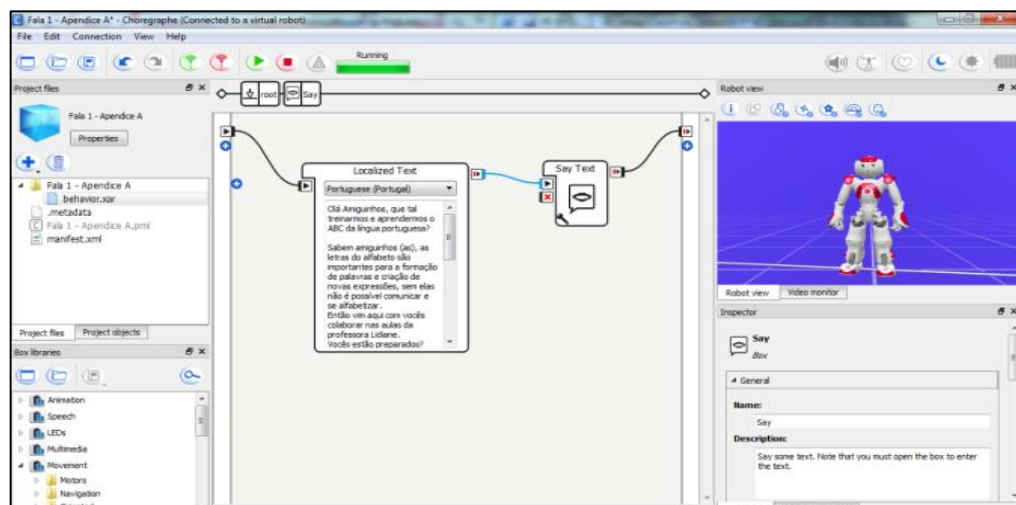 Fala 1 - Apendice A* - Choregraphe (Connected to a virtual robot)
File Edit Connection View Help
Running
Project files
Fala 1 - Apendice A
Properties
Fala 1 - Apendice A
behavior.xar
.metadata
Fala 1 - Apendice A.pml
manifest.xml
Project files Project objects
Box libraries
Animation
Speech
LEDs
Multimedia
Movement
Motors
Navigation
root Say
Localized Text
Portuguese (Portugal)
Olá Amiguinhos, que tal
treinarmos e aprendermos o
ABC da língua portuguesa?
Sabem amiguinhos (as), as
letras do alfabeto são
importantes para a formação
de palavras e criação de
novas expressões, sem elas
não é possível comunicar e
se alfabetizar.
Então vim aqui com vocês
colaborar nas aulas da
professora Lidiane.
Vocês estão preparados?
Say Text
Robot view
Robot view Video monitor
Inspector
Say
Box
General
Name:
Say
Description:
Say some text. Note that you must open the box to enter
the text.